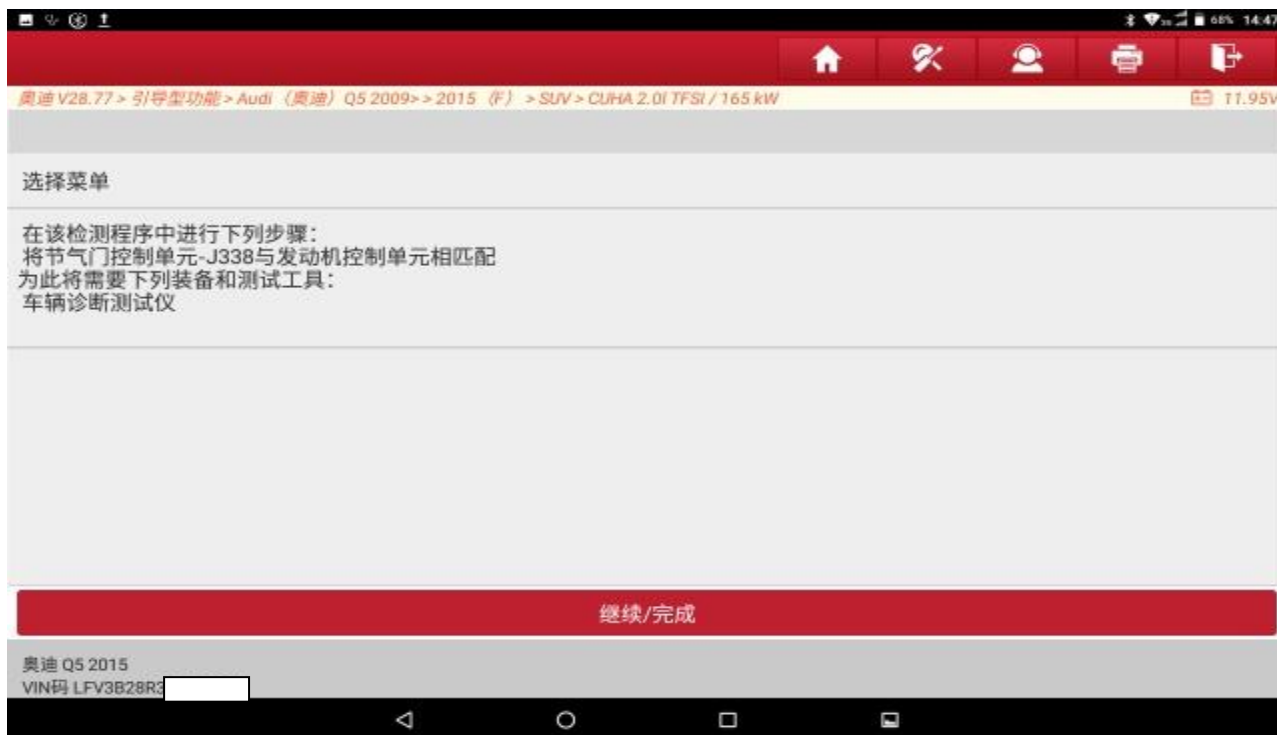 68% 14:47
奥迪 V28.77 > 引导型功能 > Audi（奥迪）Q5 2009> > 2015（F）> SUV > CUHA 2.0l TFSI / 165 kW 11.95V
选择菜单
在该检测程序中进行下列步骤：
将节气门控制单元-J338与发动机控制单元相匹配
为此将需要下列装备和测试工具：
车辆诊断测试仪
继续/完成
奥迪 Q5 2015
VIN码 LFV3B28R3